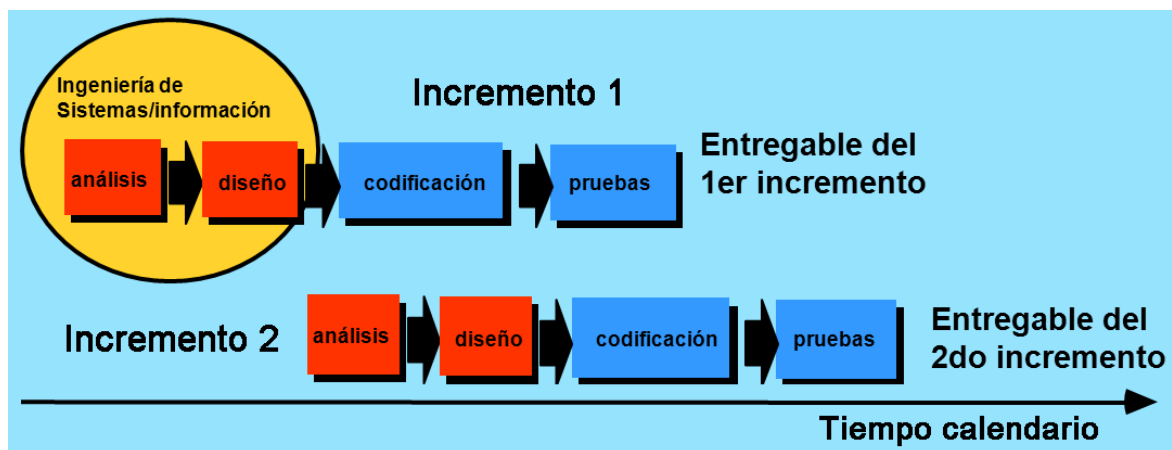 Ingeniería de
Sistemas/información
Incremento 1
análisis
diseño
codificación
pruebas
Entregable del
1er incremento
Incremento 2
análisis
diseño
codificación
pruebas
Entregable del
2do incremento
Tiempo calendario